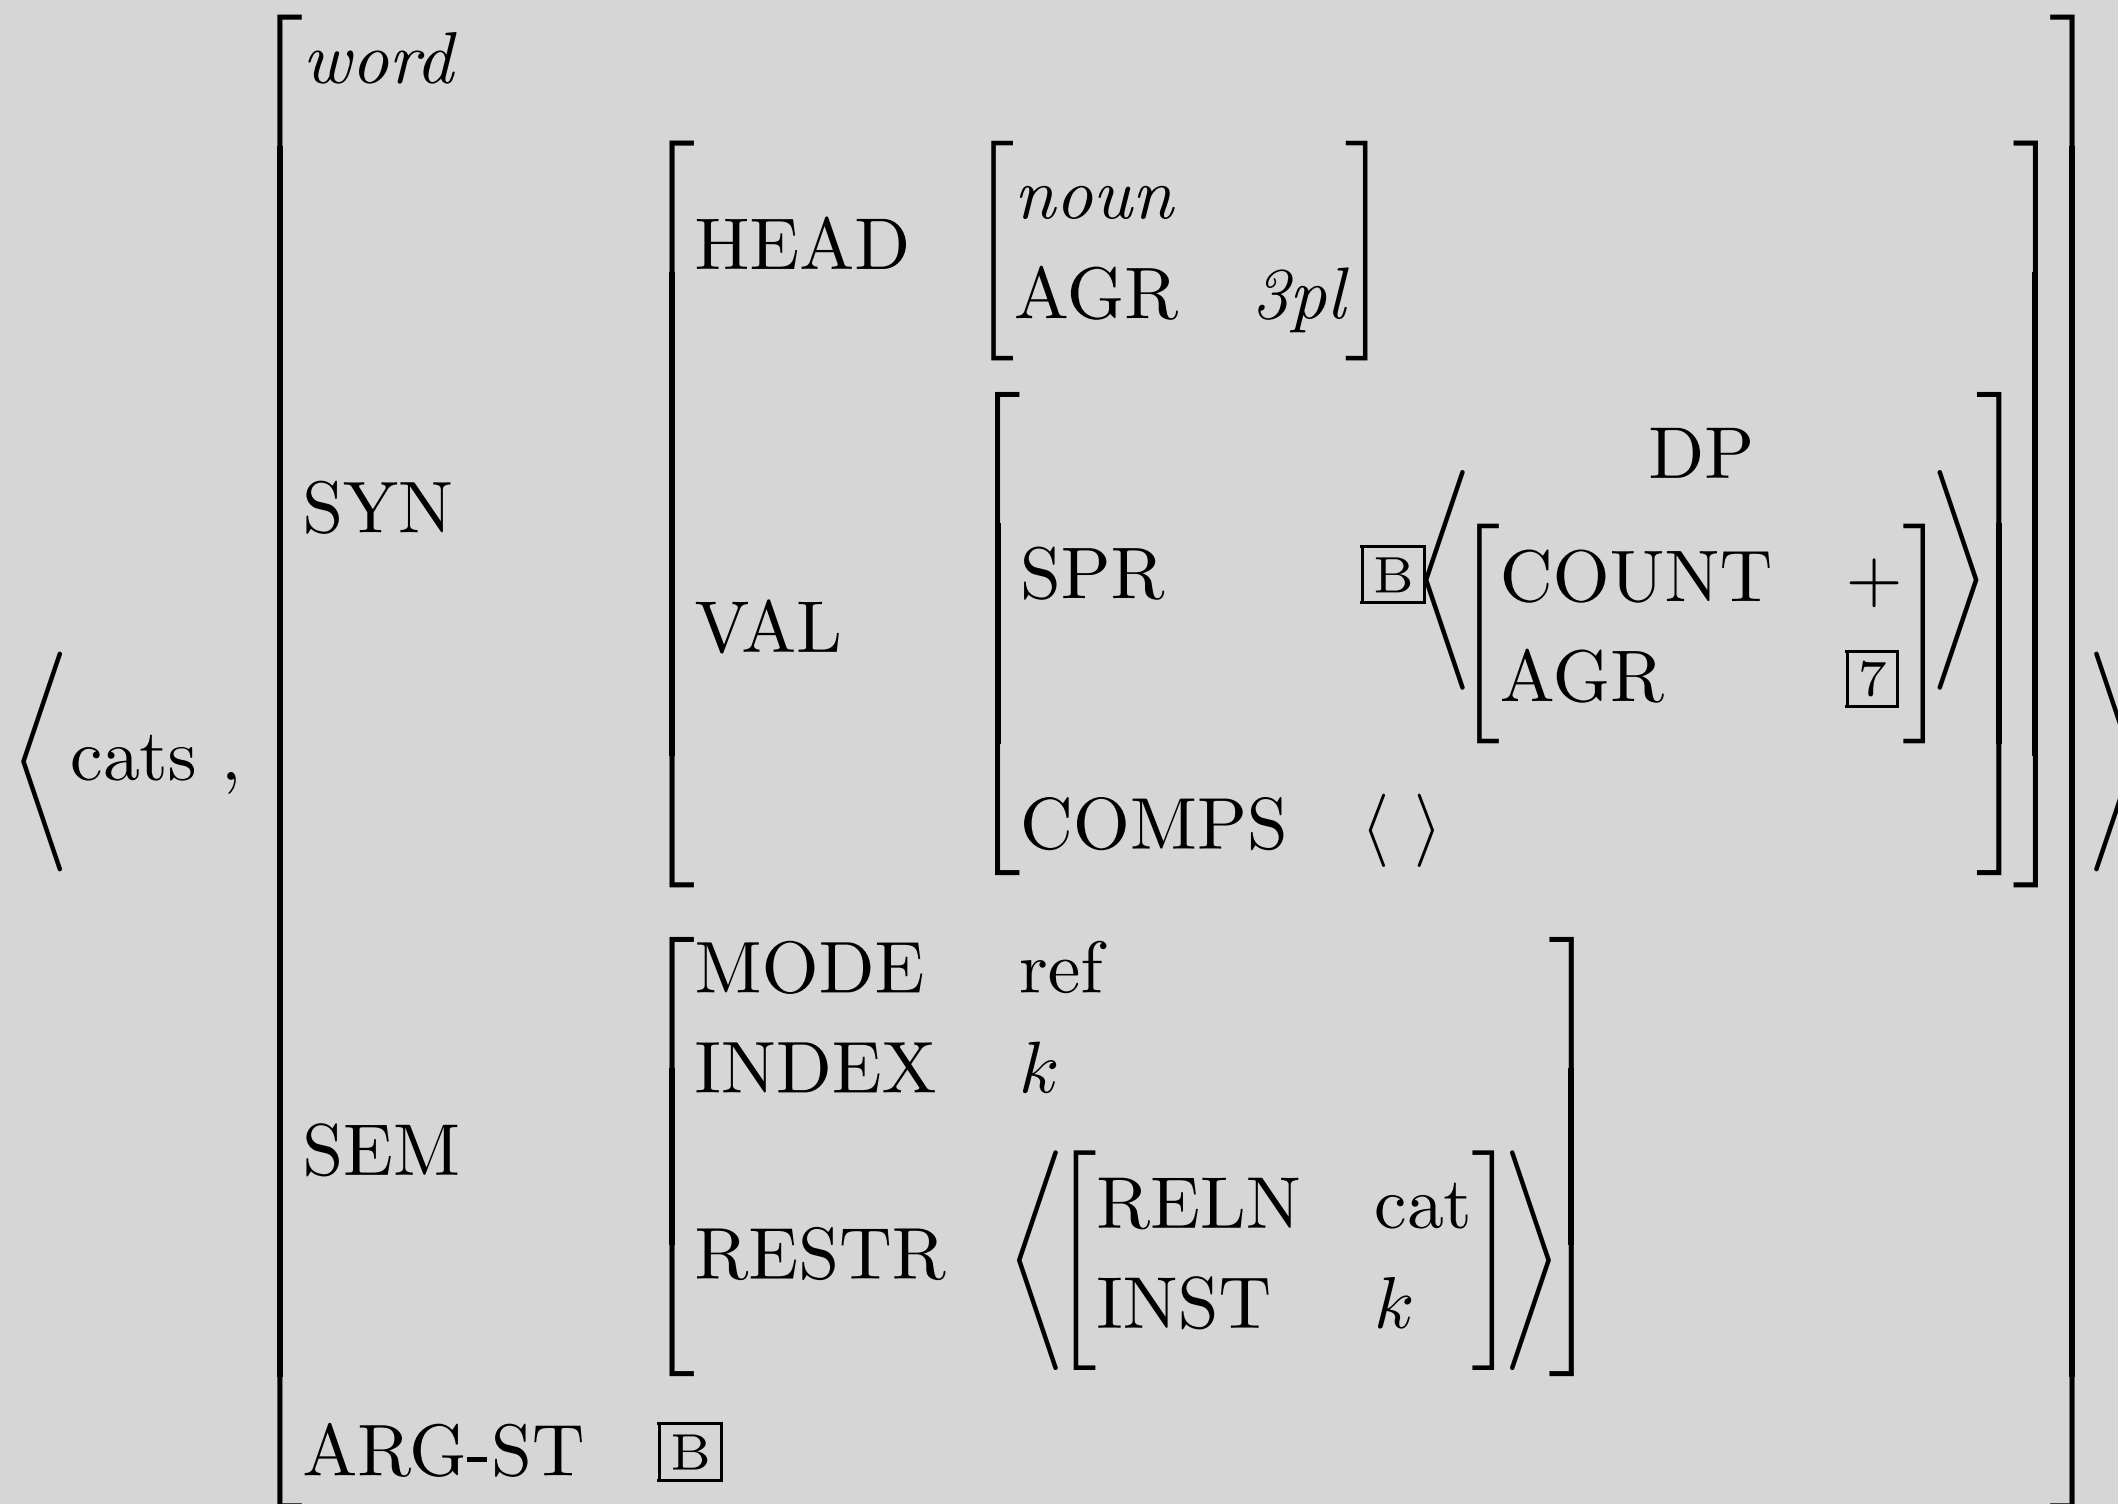 word
HEAD [noun
AGR 3pl]
SYN
DP
SPR B⟨[COUNT +
AGR 7]⟩
VAL
⟨cats ,
COMPS ⟨ ⟩
MODE ref
INDEX k
SEM
RESTR ⟨[RELN cat
INST k]⟩
ARG-ST B